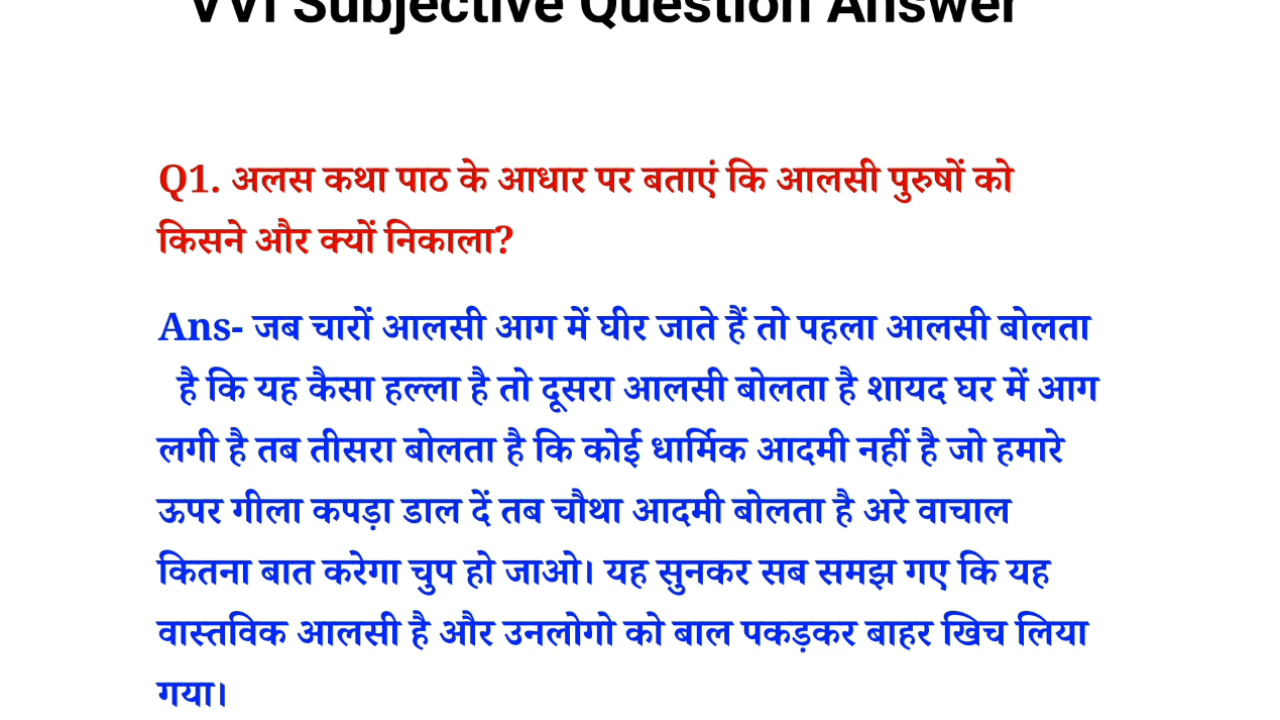 VVI Subjective Question Answer
Q1. अलस कथा पाठ के आधार पर बताएं कि आलसी पुरुषों को
किसने और क्यों निकाला?
Ans- जब चारों आलसी आग में घीर जाते हैं तो पहला आलसी बोलता
है कि यह कैसा हल्ला है तो दूसरा आलसी बोलता है शायद घर में आग
लगी है तब तीसरा बोलता है कि कोई धार्मिक आदमी नहीं है जो हमारे
ऊपर गीला कपड़ा डाल दें तब चौथा आदमी बोलता है अरे वाचाल
कितना बात करेगा चुप हो जाओ। यह सुनकर सब समझ गए कि यह
वास्तविक आलसी है और उनलोगो को बाल पकड़कर बाहर खिच लिया
गया।